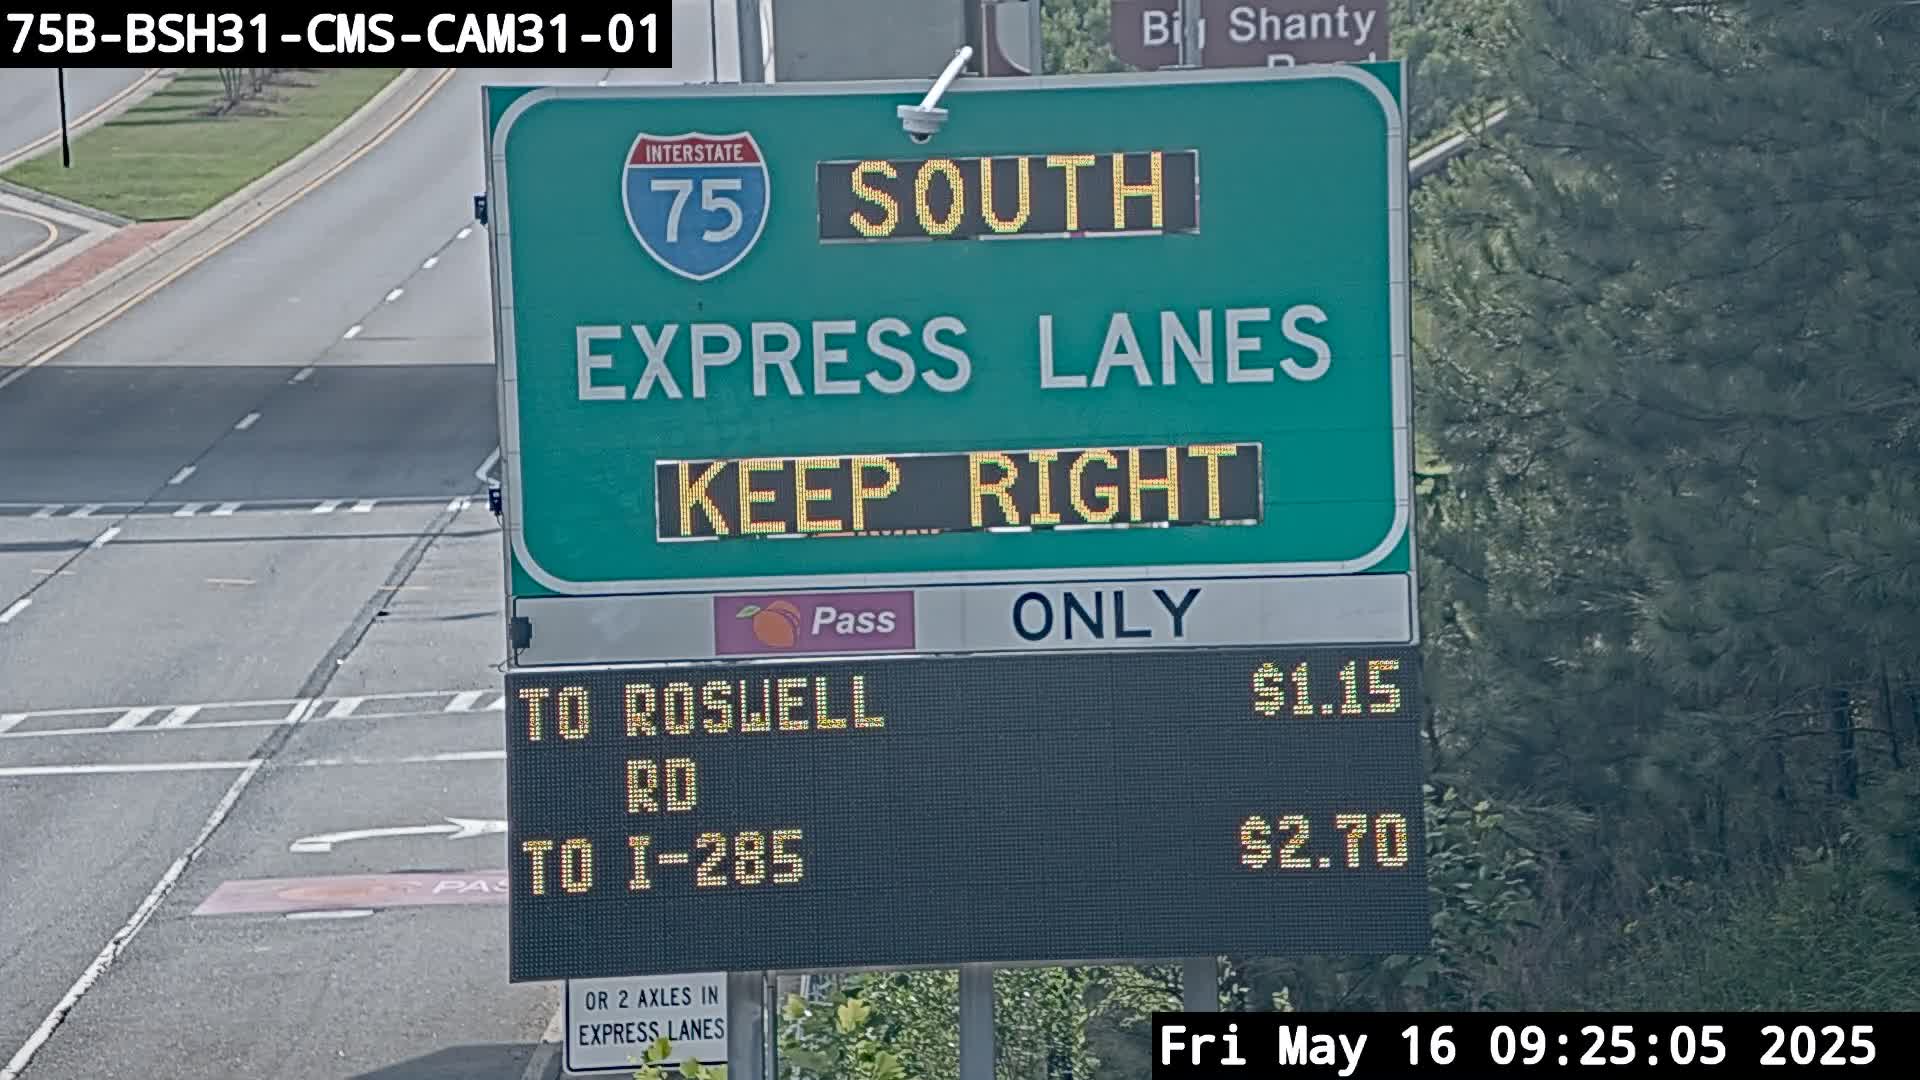 75B-BSH31-CMS-CAM31-01
Big Shanty
INTERSTATE
75
SOUTH
EXPRESS LANES
KEEP RIGHT
Pass ONLY
TO ROSWELL $1.15
RD
TO I-285 $2.70
OR 2 AXLES IN
EXPRESS LANES
Fri May 16 09:25:05 2025